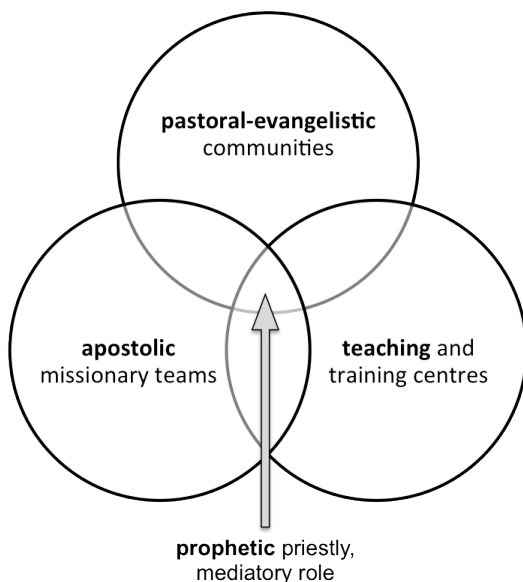 pastoral-evangelistic
communities
apostolic
missionary teams
teaching and
training centres
prophetic priestly,
mediatory role